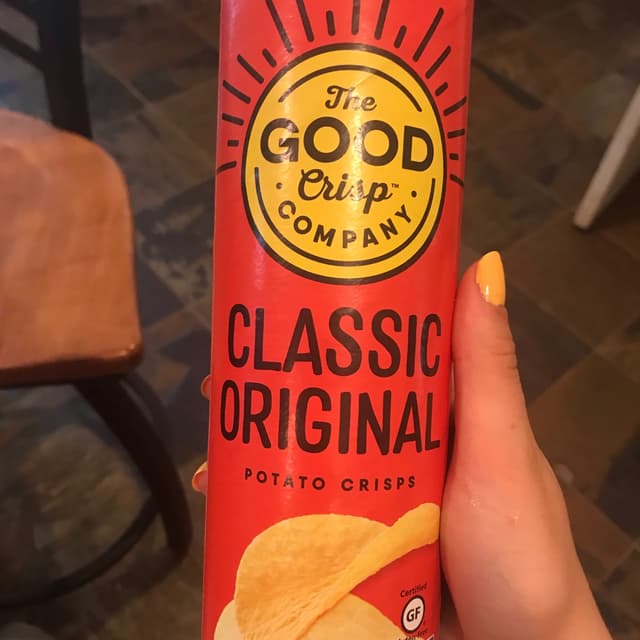 The
GOOD
Crisp™
COMPANY
CLASSIC
ORIGINAL
POTATO CRISPS
Certified
GF